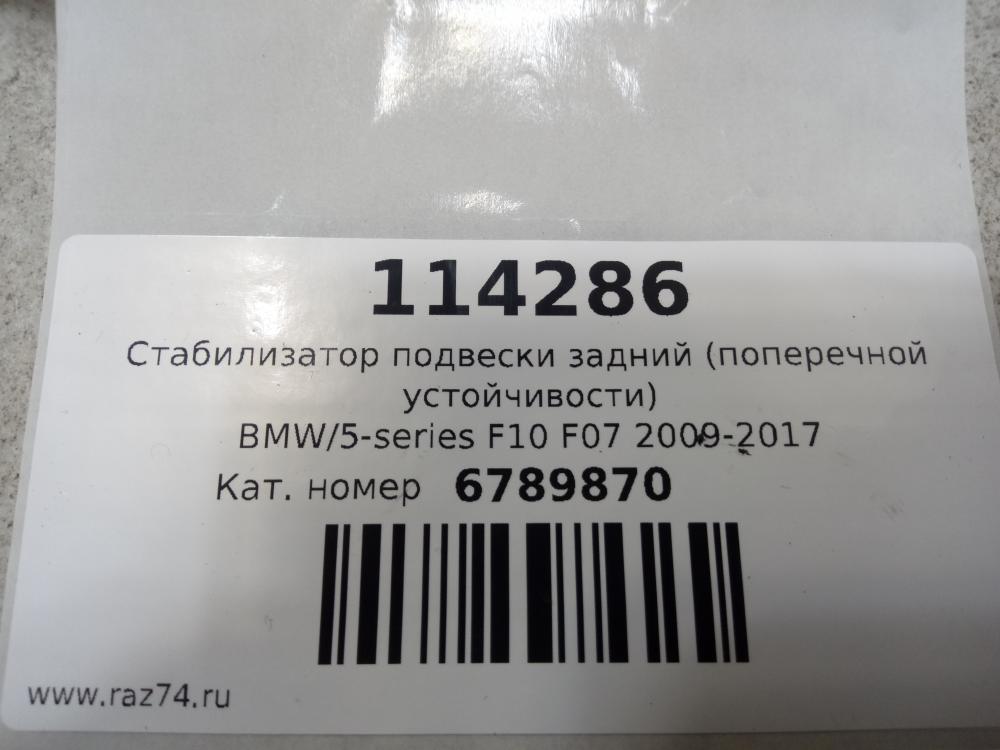 114286
Стабилизатор подвески задний (поперечной
устойчивости)
BMW/5-series F10 F07 2009-2017
Кат. номер 6789870
www.raz74.ru